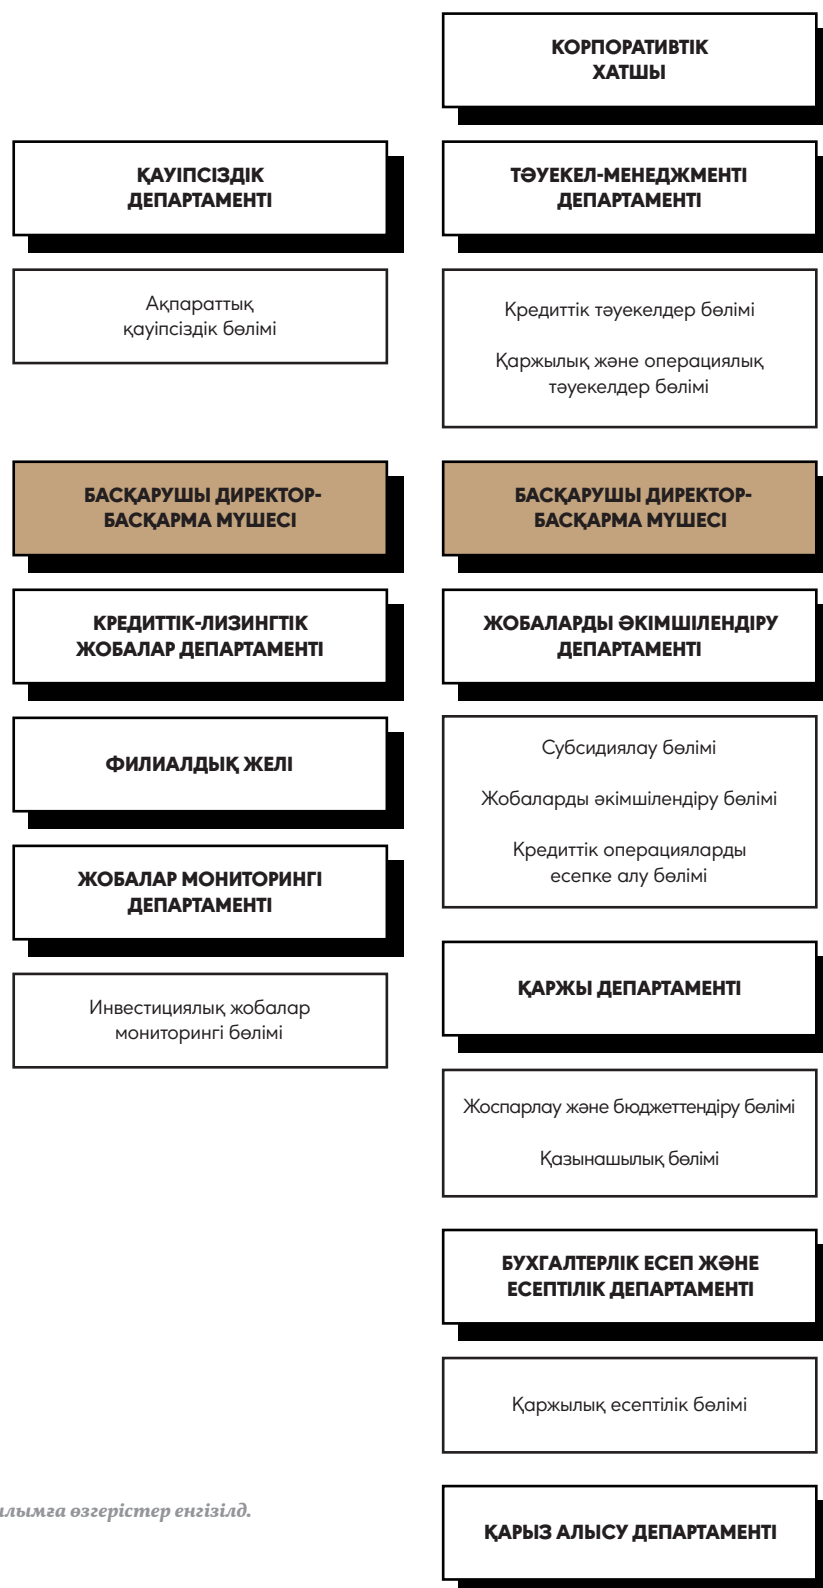 КОРПОРАТИВТІК
ХАТШЫ
ҚАУІПСІЗДІК
ДЕПАРТАМЕНТІ
ТӘУЕКЕЛ-МЕНЕДЖМЕНТІ
ДЕПАРТАМЕНТІ
Ақпараттық
қауіпсіздік бөлімі
Кредиттік тәуекелдер бөлімі
Қаржылық және операциялық
тәуекелдер бөлімі
БАСҚАРУШЫ ДИРЕКТОР-
БАСҚАРМА МҮШЕСІ
БАСҚАРУШЫ ДИРЕКТОР-
БАСҚАРМА МҮШЕСІ
КРЕДИТТІК-ЛИЗИНГТІК
ЖОБАЛАР ДЕПАРТАМЕНТІ
ЖОБАЛАРДЫ ӘКІМШІЛЕНДІРУ
ДЕПАРТАМЕНТІ
ФИЛИАЛДЫҚ ЖЕЛІ
Субсидиялау бөлімі
Жобаларды әкімшілендіру бөлімі
Кредиттік операцияларды
есепке алу бөлімі
ЖОБАЛАР МОНИТОРИНГІ
ДЕПАРТАМЕНТІ
Инвестициялық жобалар
мониторингі бөлімі
ҚАРЖЫ ДЕПАРТАМЕНТІ
Жоспарлау және бюджеттендіру бөлімі
Қазынашылық бөлімі
БУХГАЛТЕРЛІК ЕСЕП ЖӘНЕ
ЕСЕПТІЛІК ДЕПАРТАМЕНТІ
Қаржылық есептілік бөлімі
өзгерістер енгізілд.
ҚАРЫЗ АЛЫСУ ДЕПАРТАМЕНТІ